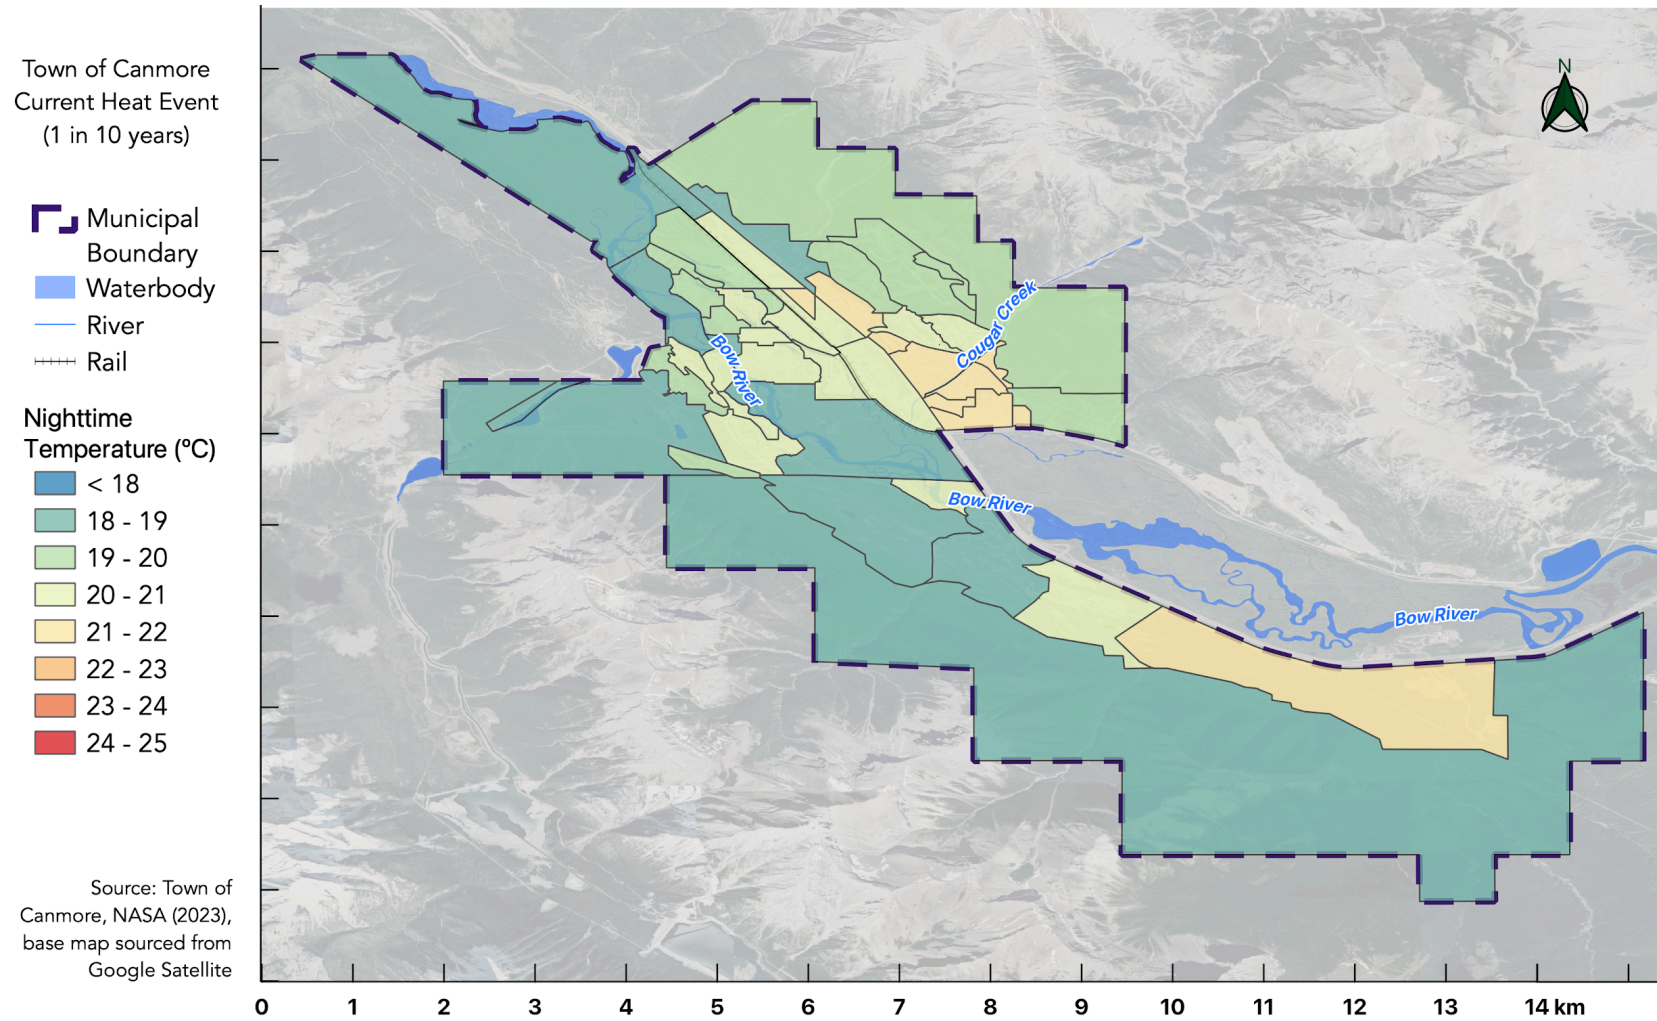 Town of Canmore
Current Heat Event
(1 in 10 years)
Municipal
Boundary
Waterbody
River
Rail
Nighttime
Temperature (ºC)
< 18
18 - 19
19 - 20
20 - 21
21 - 22
22 - 23
23 - 24
24 - 25
Source: Town of
Canmore, NASA (2023),
base map sourced from
Google Satellite
N
Cougar Creek
Bow River
Bow River
Bow River
0 1 2 3 4 5 6 7 8 9 10 11 12 13 14 km